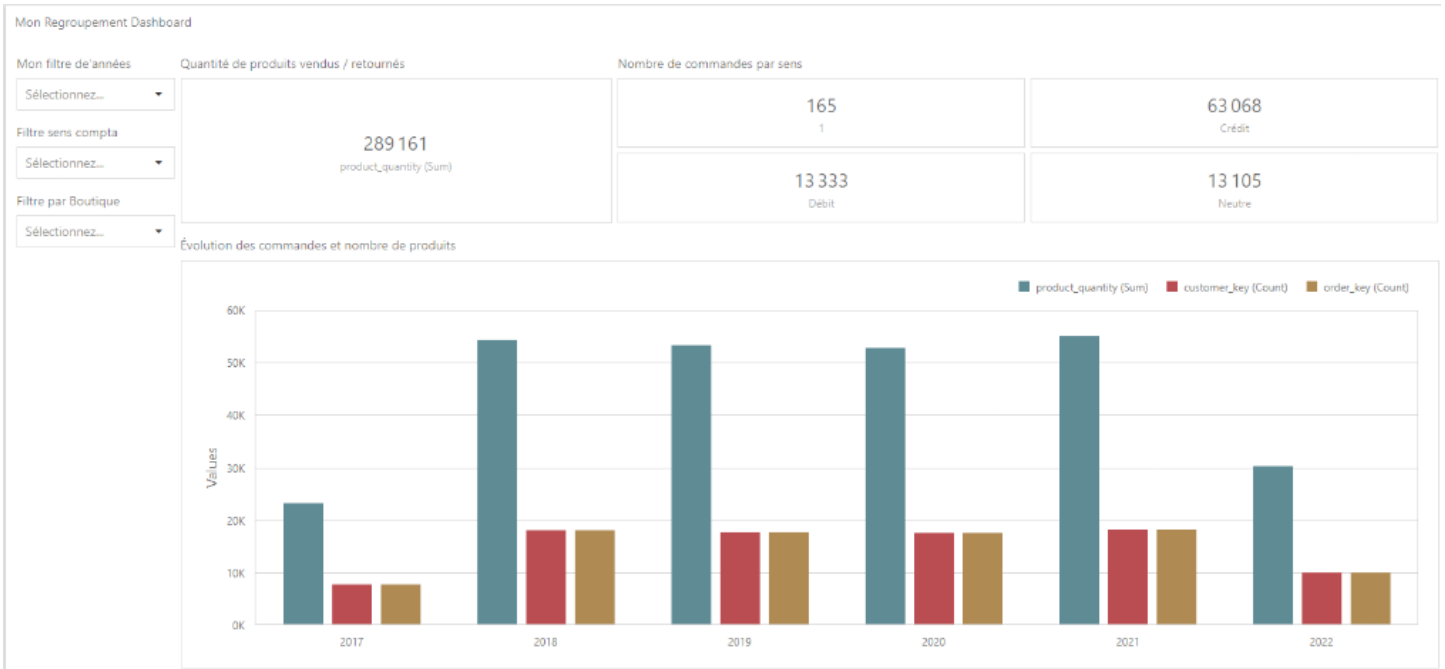 Mon Regroupement Dashboard
Mon filtre de'années
Sélectionnez...
Filtre sens compta
Sélectionnez...
Filtre par Boutique
Sélectionnez...
Quantité de produits vendus / retournés
289 161
product_quantity (Sum)
Nombre de commandes par sens
165
1
63 068
Crédit
13 333
Débit
13 105
Neutre
Évolution des commandes et nombre de produits
product_quantity (Sum) customer_key (Count) order_key (Count)
Values
60K
50K
40K
30K
20K
10K
0K
2017 2018 2019 2020 2021 2022